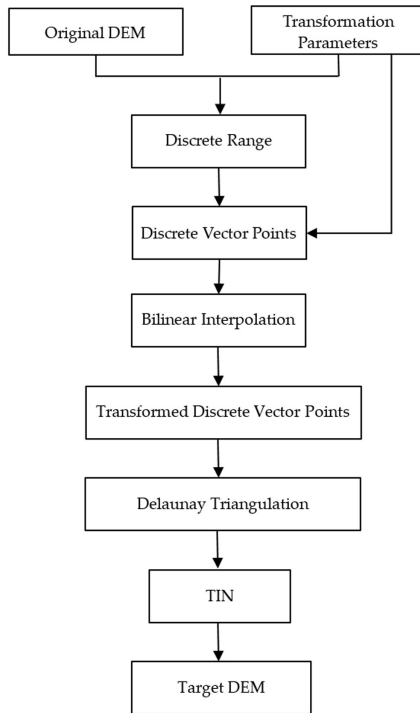 Original DEM
Transformation
Parameters
Discrete Range
Discrete Vector Points
Bilinear Interpolation
Transformed Discrete Vector Points
Delaunay Triangulation
TIN
Target DEM